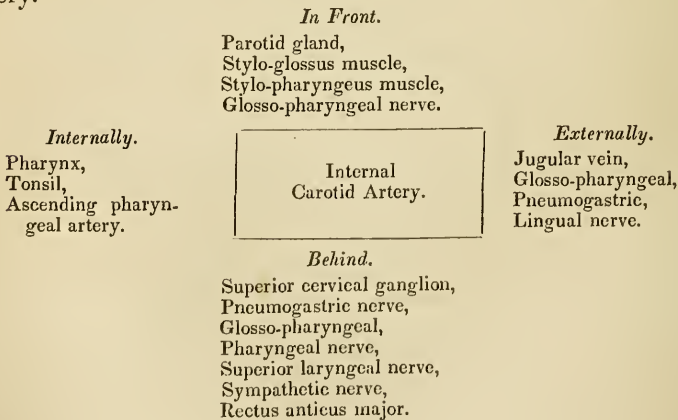 In Front.
Parotid gland,
Stylo-glossus muscle,
Stylo-pharyngeus muscle,
Glosso-pharyngeal nerve.
Internally.
Pharynx,
Tonsil,
Ascending pharyn-
geal artery.
Internal
Carotid Artery.
Externally.
Jugular vein,
Glosso-pharyngeal,
Pneumogastric,
Lingual nerve.
Behind.
Superior cervical ganglion,
Pneumogastric nerve,
Glosso-pharyngeal,
Pharyngeal nerve,
Superior laryngeal nerve,
Sympathetic nerve,
Rectus anticus major.